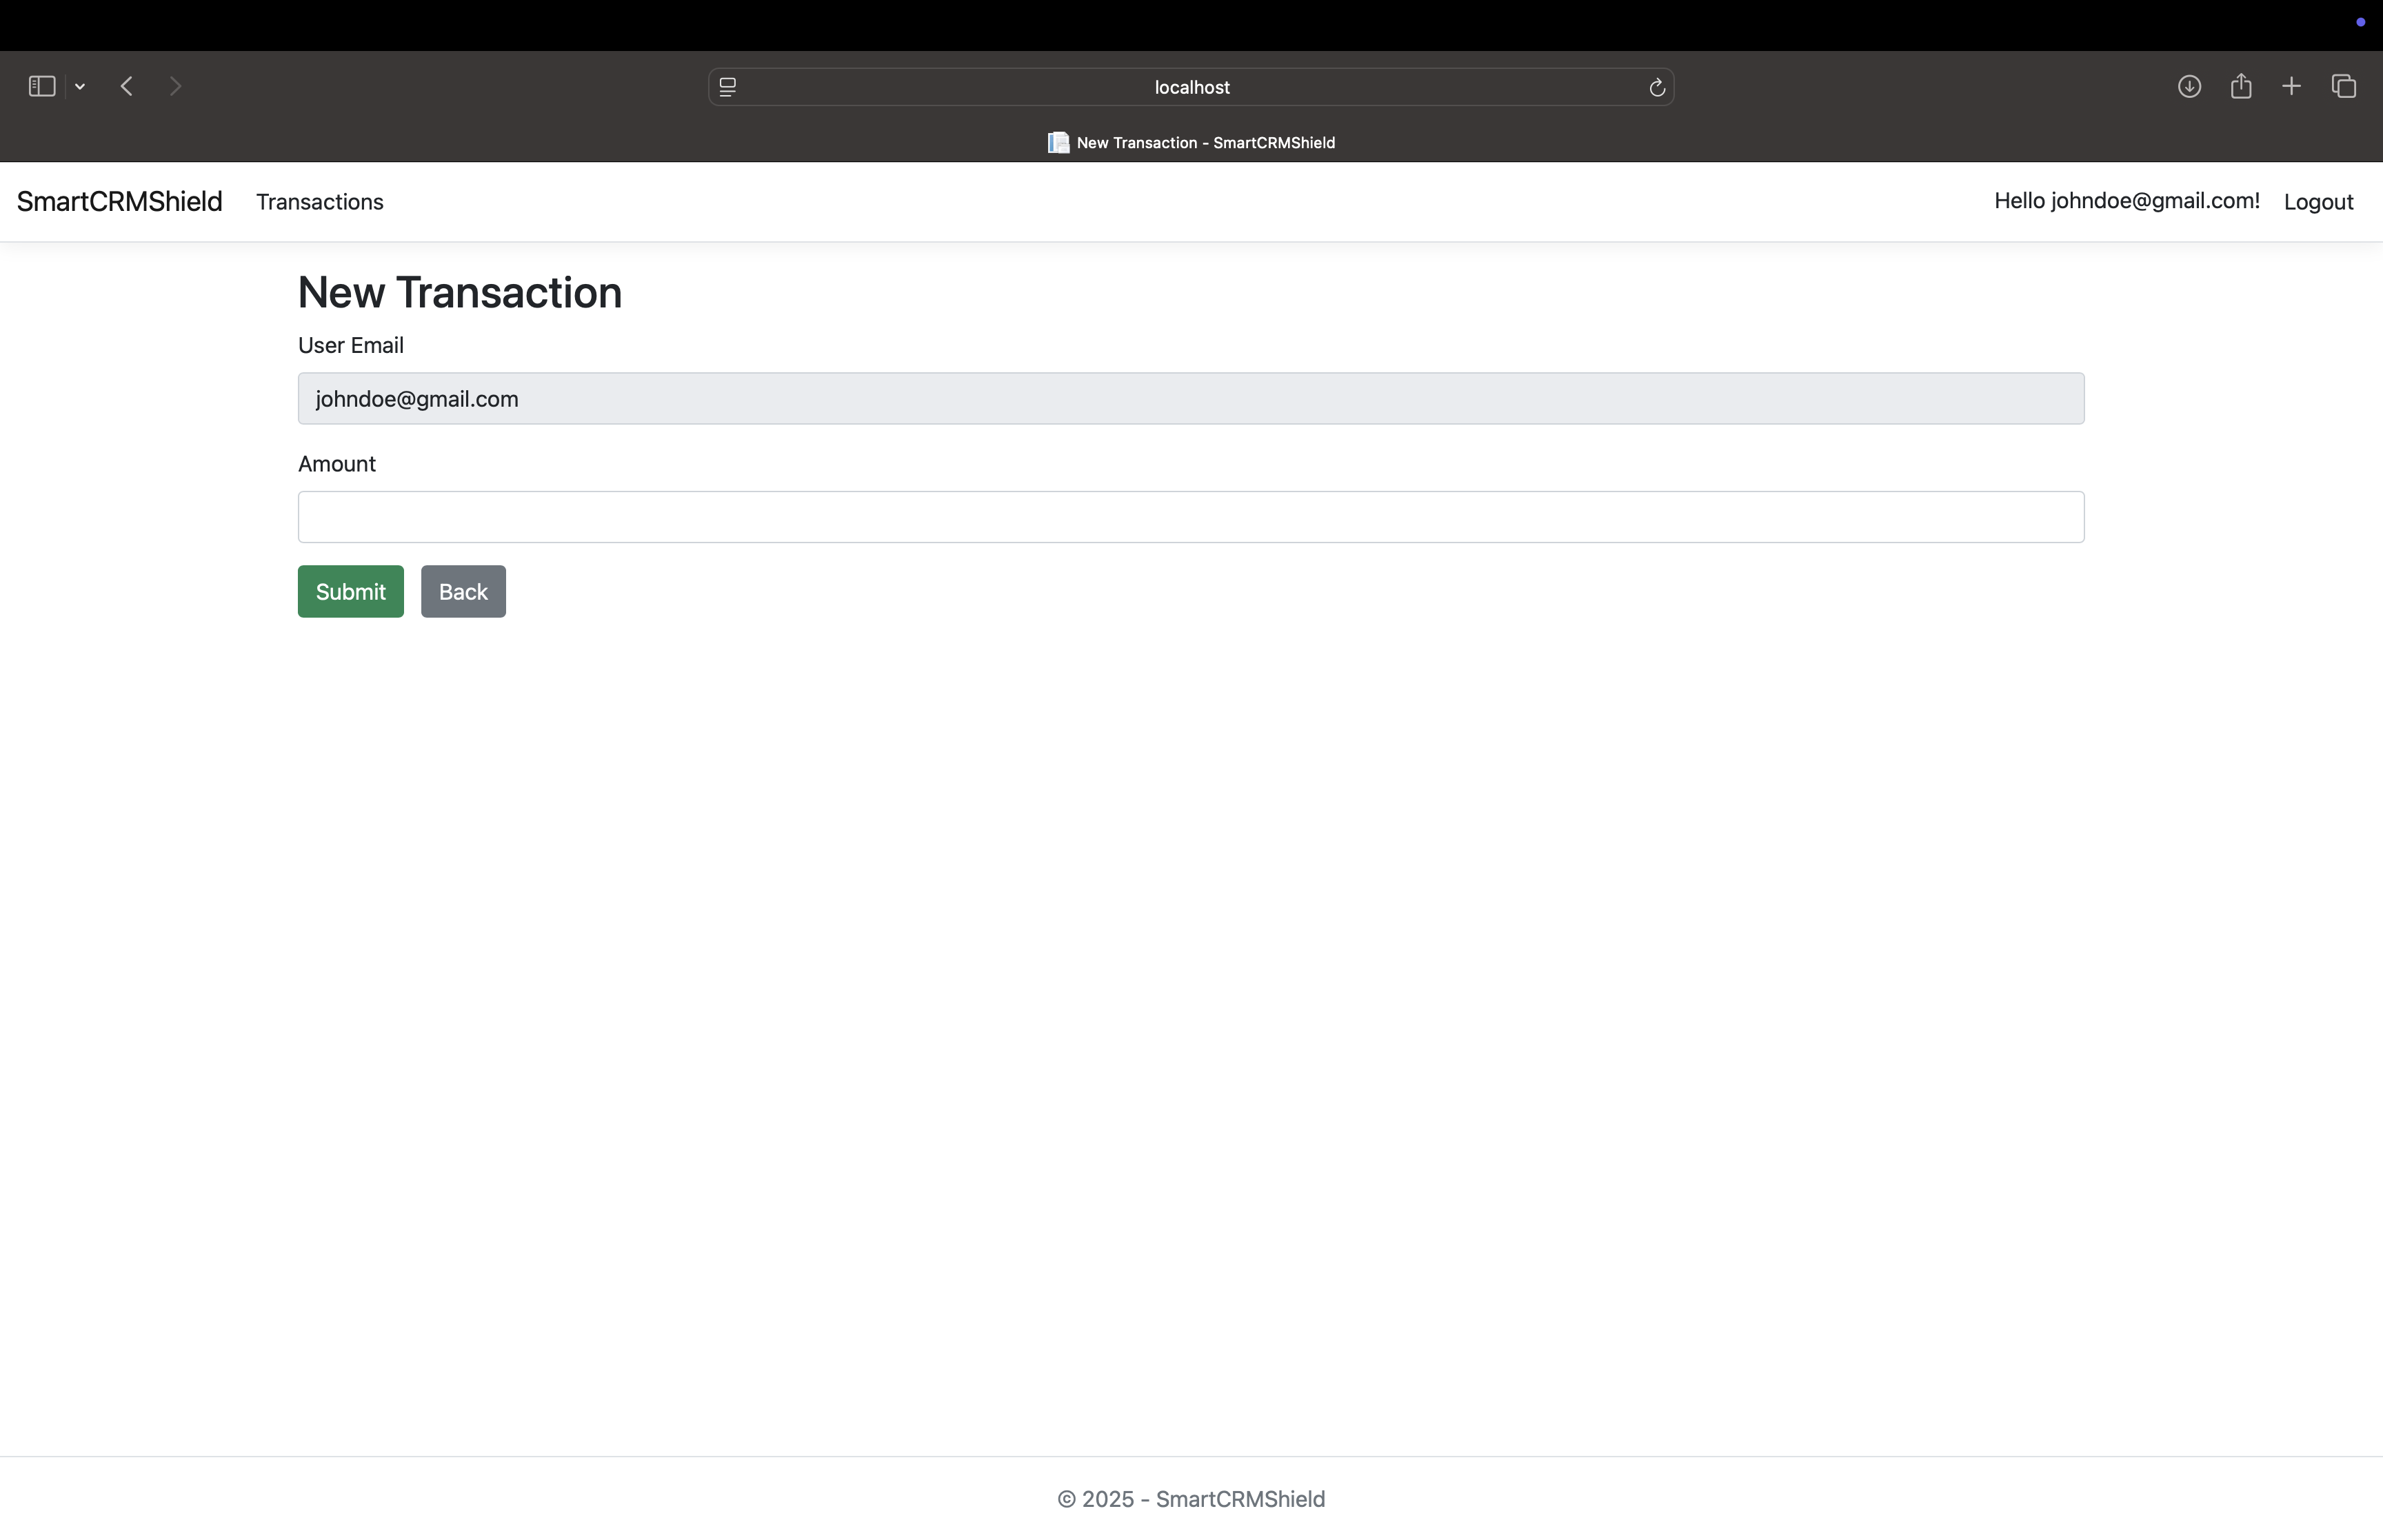 localhost
New Transaction - SmartCRMShield
SmartCRMShield Transactions Hello johndoe@gmail.com! Logout
New Transaction
User Email
johndoe@gmail.com
Amount
Submit Back
© 2025 - SmartCRMShield